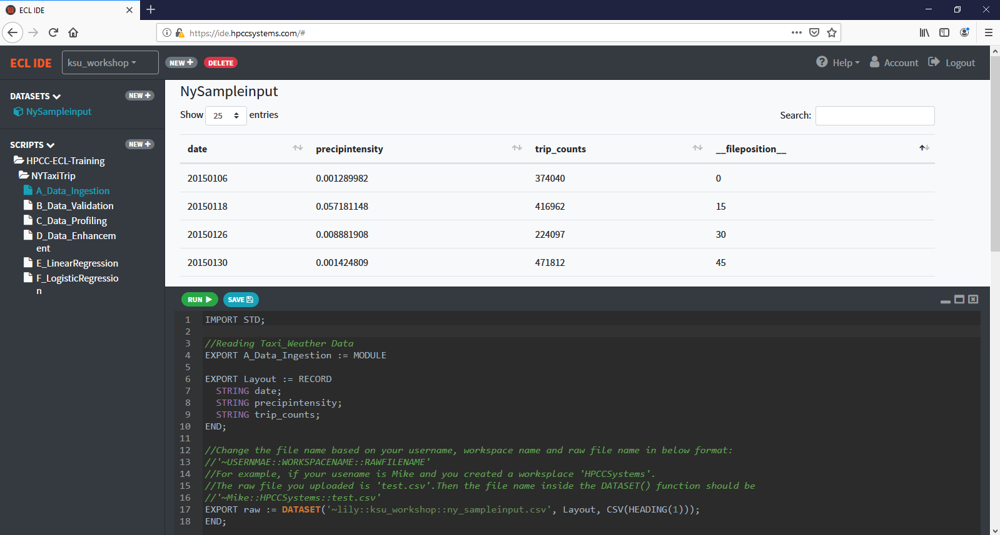 ECL IDE
https://ide.hpccsystems.com/#
ECL IDE ksu_workshop NEW DELETE Help Account Logout
DATASETS NEW
NySampleinput
SCRIPTS NEW
HPCC-ECL-Training
NYTaxiTrip
A_Data_Ingestion
B_Data_Validation
C_Data_Profiling
D_Data_Enhancem
ent
E_LinearRegression
F_LogisticRegressio
n
NySampleinput
Show 25 entries Search:
date precipintensity trip_counts __fileposition__
20150106 0.001289982 374040 0
20150118 0.057181148 416962 15
20150126 0.008881908 224097 30
20150130 0.001424809 471812 45
RUN SAVE
1 IMPORT STD;
2
3 //Reading Taxi_Weather Data
4 EXPORT A_Data_Ingestion := MODULE
5
6 EXPORT Layout := RECORD
7 STRING date;
8 STRING precipintensity;
9 STRING trip_counts;
10 END;
11
12 //Change the file name based on your username, workspace name and raw file name in below format:
13 //'~USERNMAE::WORKSPACENAME::RAWFILENAME'
14 //For example, if your usename is Mike and you created a worksplace 'HPCCSystems'.
15 //The raw file you uploaded is 'test.csv'.Then the file name inside the DATASET() function should be
16 //'~Mike::HPCCSystems::test.csv'
17 EXPORT raw := DATASET('~lily::ksu_workshop::ny_sampleinput.csv', Layout, CSV(HEADING(1)));
18 END;